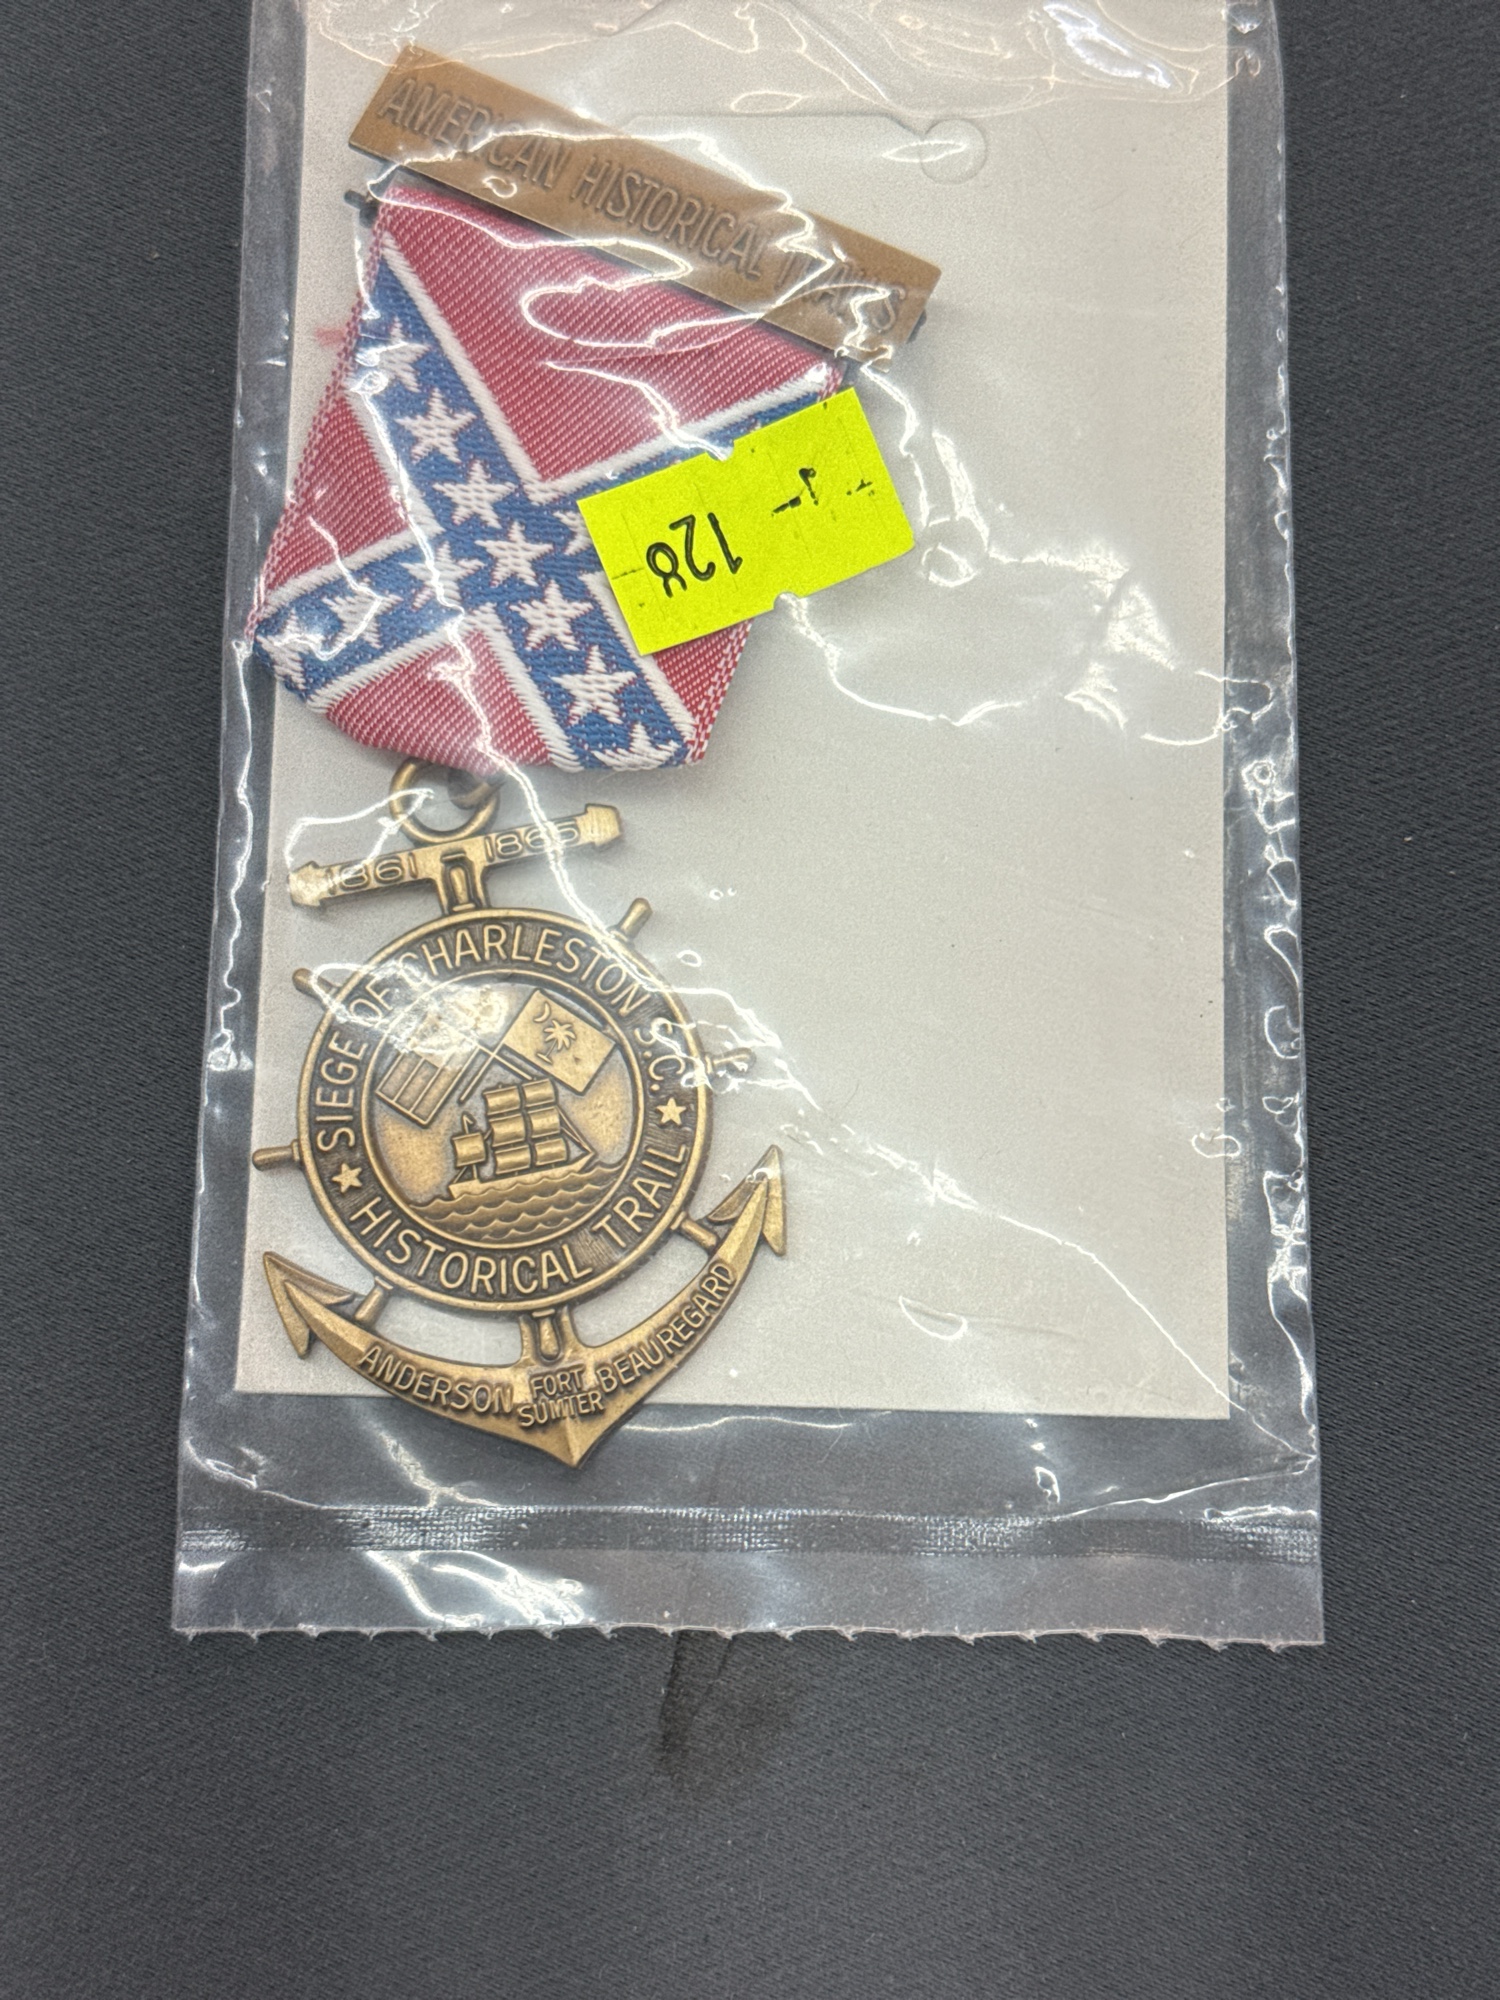 AMERICAN HISTORICAL TRAILS
128
1861 1865
SIEGE OF CHARLESTON S.C.
HISTORICAL TRAIL
ANDERSON FORT SUMTER BEAUREGARD